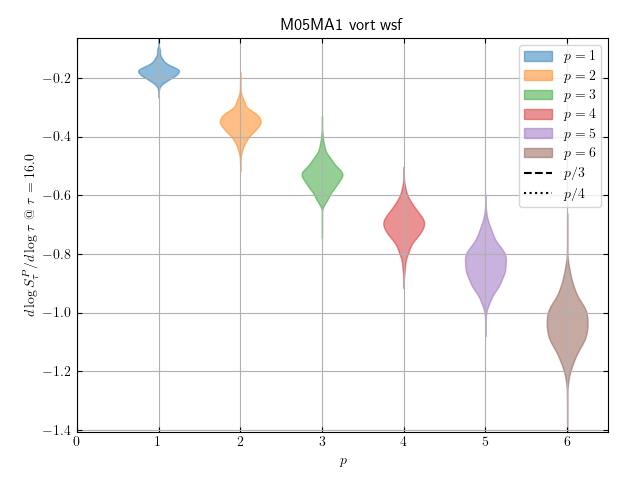 M05MA1 vort wsf
d log S_τ^P / d log τ @ τ = 16.0
−0.2
−0.4
−0.6
−0.8
−1.0
−1.2
−1.4
0 1 2 3 4 5 6
p
p = 1
p = 2
p = 3
p = 4
p = 5
p = 6
p/3
p/4